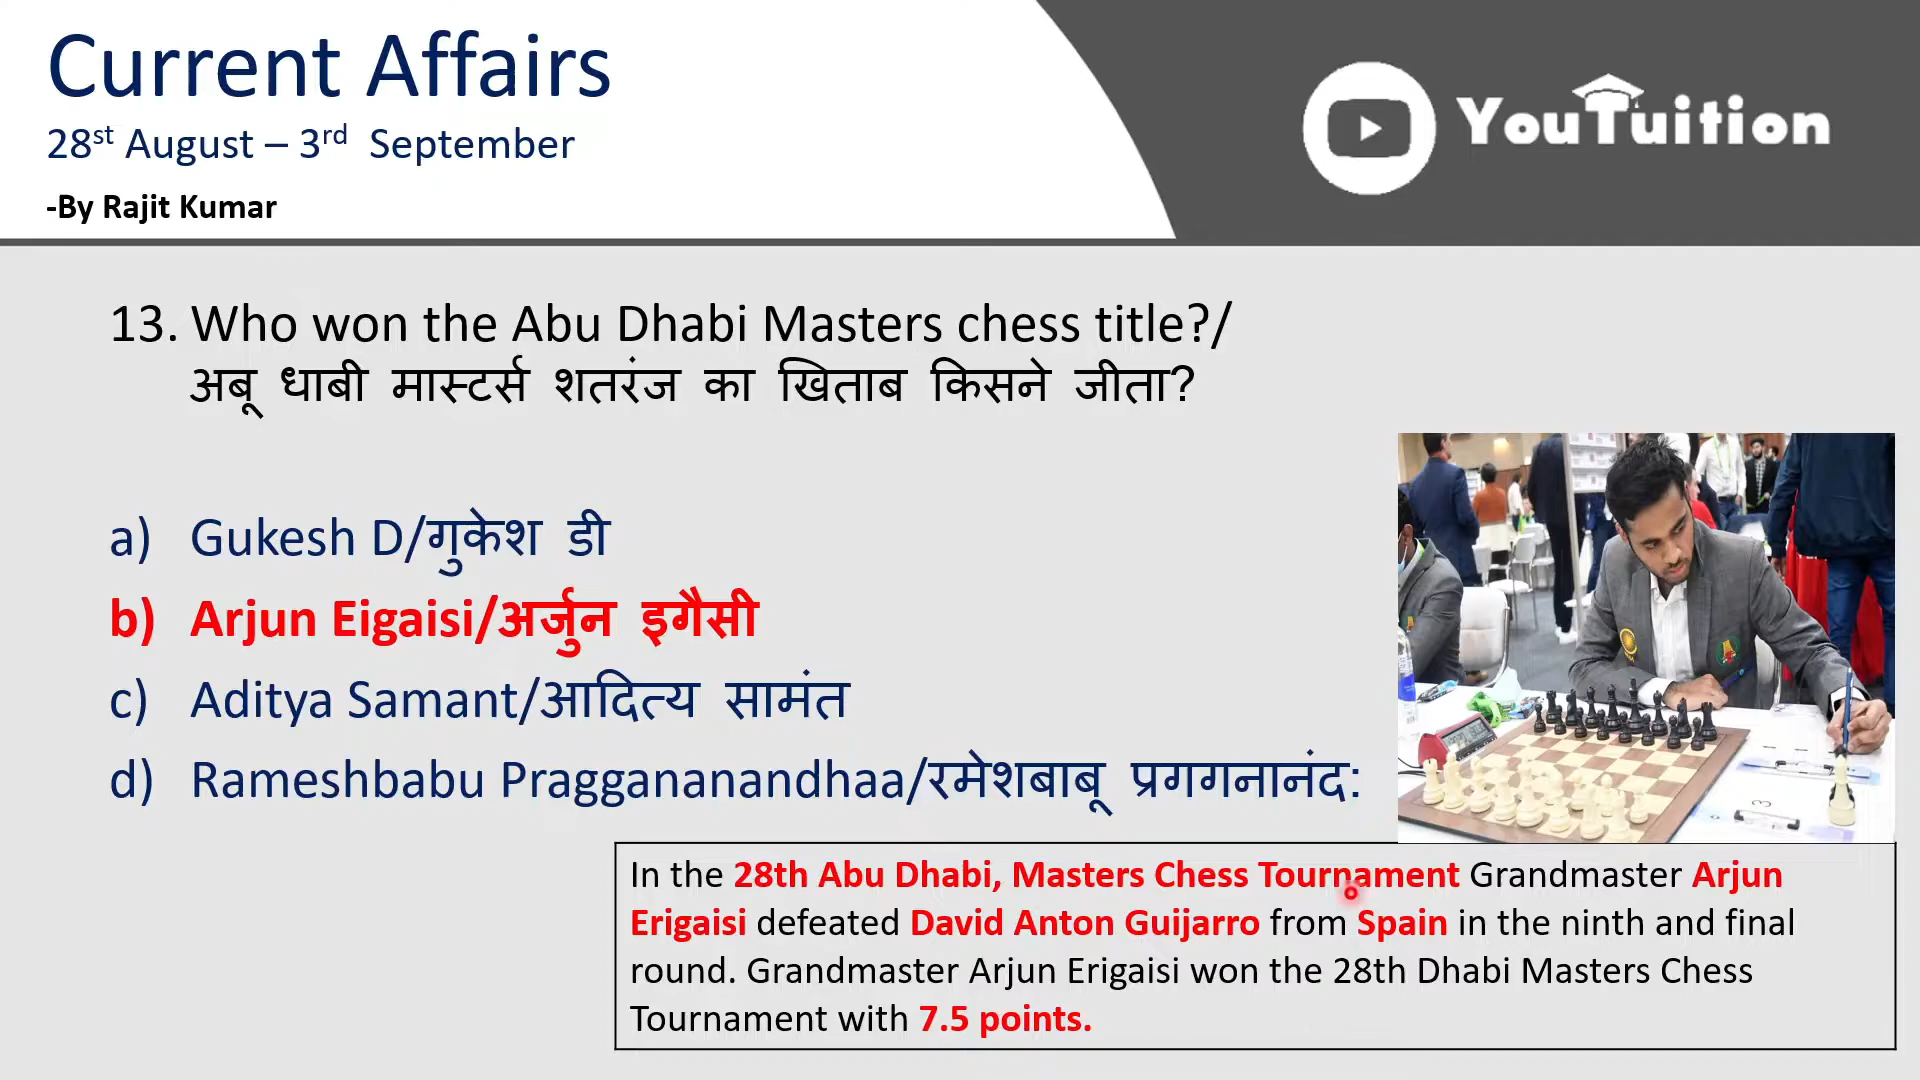 Current Affairs
28st August – 3rd September
-By Rajit Kumar
YouTuition
13. Who won the Abu Dhabi Masters chess title?/
अबू धाबी मास्टर्स शतरंज का खिताब किसने जीता?
a) Gukesh D/गुकेश डी
b) Arjun Eigaisi/अर्जुन इगैसी
c) Aditya Samant/आदित्य सामंत
d) Rameshbabu Praggnananandhaa/रमेशबाबू प्रगगनानंद:
In the 28th Abu Dhabi, Masters Chess Tournament Grandmaster Arjun
Erigaisi defeated David Anton Guijarro from Spain in the ninth and final
round. Grandmaster Arjun Erigaisi won the 28th Dhabi Masters Chess
Tournament with 7.5 points.